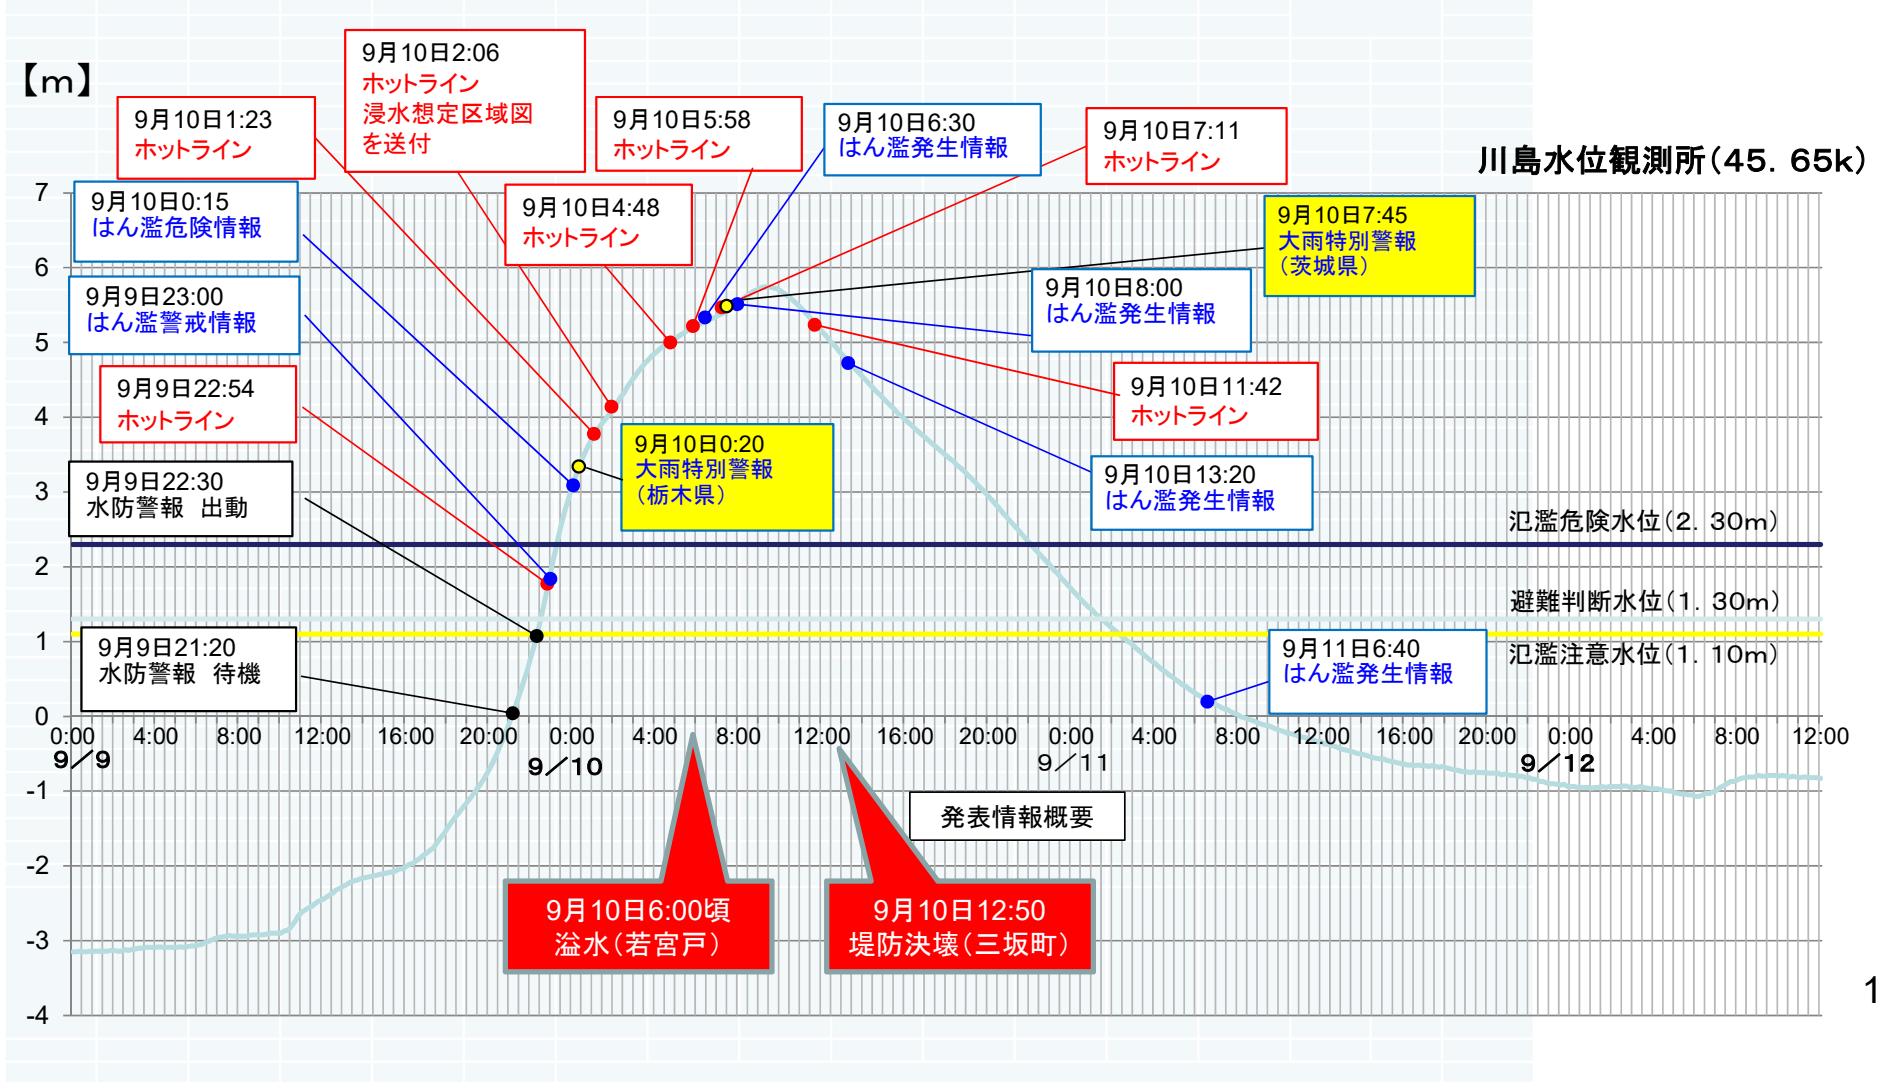 【m】
9月10日2:06
ホットライン
浸水想定区域図
を送付
9月10日1:23
ホットライン
9月10日5:58
ホットライン
9月10日6:30
はん濫発生情報
9月10日7:11
ホットライン
川島水位観測所(45.65k)
9月10日0:15
はん濫危険情報
9月10日4:48
ホットライン
9月10日7:45
大雨特別警報
(茨城県)
9月9日23:00
はん濫警戒情報
9月10日8:00
はん濫発生情報
9月9日22:54
ホットライン
9月10日11:42
ホットライン
9月10日0:20
大雨特別警報
(栃木県)
9月9日22:30
水防警報 出動
9月10日13:20
はん濫発生情報
氾濫危険水位(2.30m)
避難判断水位(1.30m)
氾濫注意水位(1.10m)
9月9日21:20
水防警報 待機
9月11日6:40
はん濫発生情報
7
6
5
4
3
2
1
0
-1
-2
-3
-4
0:00 4:00 8:00 12:00 16:00 20:00 0:00 4:00 8:00 12:00 16:00 20:00 0:00 4:00 8:00 12:00 16:00 20:00 0:00 4:00 8:00 12:00
9/9 9/10 9/11 9/12
発表情報概要
9月10日6:00頃
溢水(若宮戸)
9月10日12:50
堤防決壊(三坂町)
1